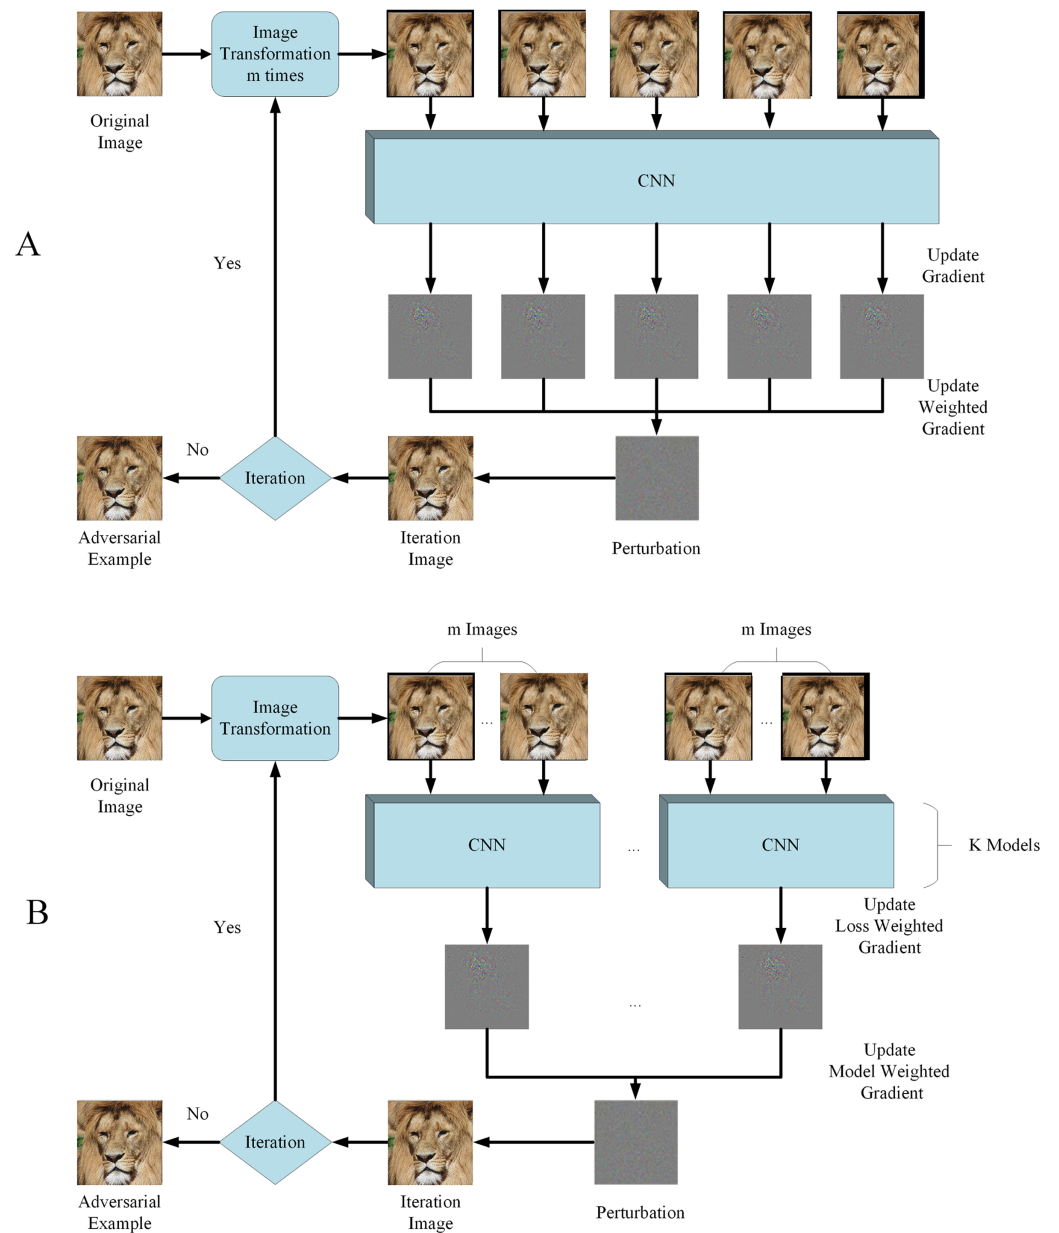 Image
Transformation
m times
Original
Image
CNN
A
Yes
Update
Gradient
Update
Weighted
Gradient
No
Iteration
Adversarial
Example
Iteration
Image
Perturbation
m Images
m Images
Image
Transformation
...
...
Original
Image
CNN
...
CNN
K Models
B
Update
Loss Weighted
Gradient
Yes
...
Update
Model Weighted
Gradient
No
Iteration
Adversarial
Example
Iteration
Image
Perturbation